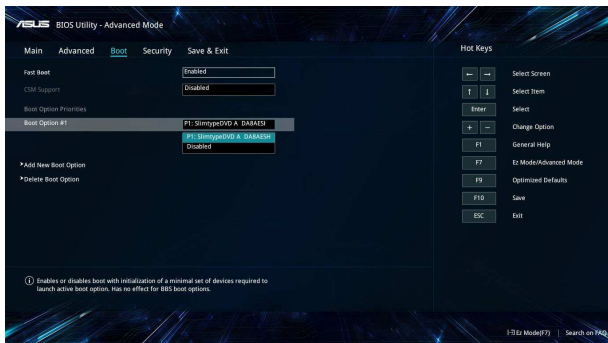 ASUS BIOS Utility - Advanced Mode
Main Advanced Boot Security Save & Exit
Hot Keys
Fast Boot Enabled
CSM Support Disabled
Boot Option Priorities
Boot Option #1 P1: SlimtypeDVD A DA8AESI
P1: SlimtypeDVD A DA8AESH
Disabled
>Add New Boot Option
>Delete Boot Option
← → Select Screen
↑ ↓ Select Item
Enter Select
+ − Change Option
F1 General Help
F7 Ez Mode/Advanced Mode
F9 Optimized Defaults
F10 Save
ESC Exit
Enables or disables boot with initialization of a minimal set of devices required to
launch active boot option. Has no effect for BBS boot options.
Ez Mode(F7) | Search on FAQ